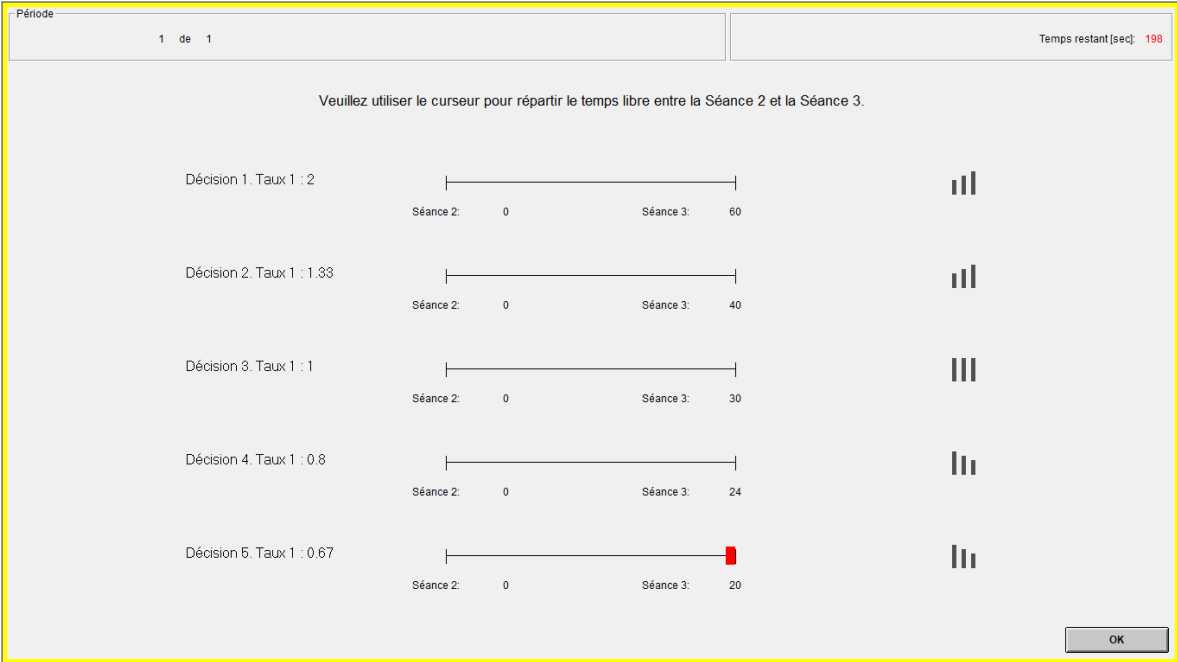 Période
1 de 1
Temps restant [sec]: 198
Veuillez utiliser le curseur pour répartir le temps libre entre la Séance 2 et la Séance 3.
Décision 1. Taux 1 : 2
Séance 2: 0 Séance 3: 60
Décision 2. Taux 1 : 1.33
Séance 2: 0 Séance 3: 40
Décision 3. Taux 1 : 1
Séance 2: 0 Séance 3: 30
Décision 4. Taux 1 : 0.8
Séance 2: 0 Séance 3: 24
Décision 5. Taux 1 : 0.67
Séance 2: 0 Séance 3: 20
OK